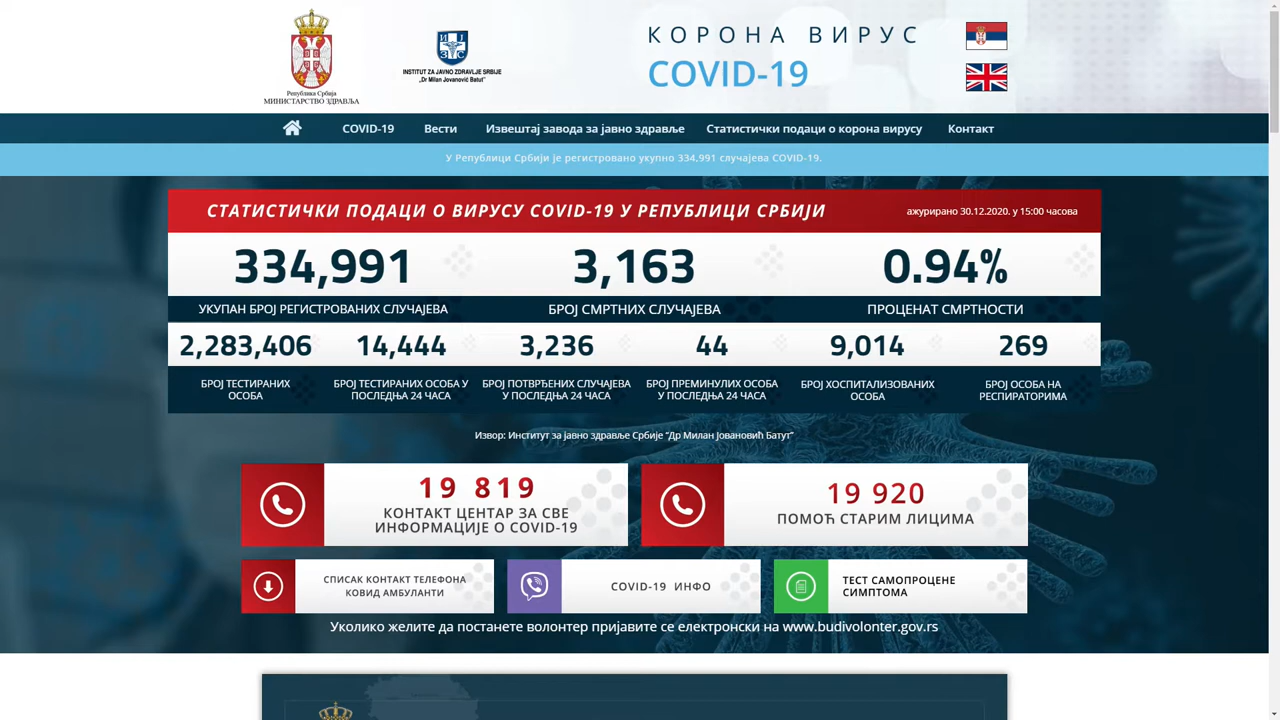 Република Србија
МИНИСТАРСТВО ЗДРАВЉА
ИЈЗС
INSTITUT ZA JAVNO ZDRAVLJE SRBIJE
„Dr Milan Jovanović Batut“
КОРОНА ВИРУС
COVID-19
COVID-19 Вести Извештај завода за јавно здравље Статистички подаци о корона вирусу Контакт
У Републици Србији је регистровано укупно 334,991 случајева COVID-19.
СТАТИСТИЧКИ ПОДАЦИ О ВИРУСУ COVID-19 У РЕПУБЛИЦИ СРБИЈИ
ажурирано 30.12.2020. у 15:00 часова
334,991 3,163 0.94%
УКУПАН БРОЈ РЕГИСТРОВАНИХ СЛУЧАЈЕВА БРОЈ СМРТНИХ СЛУЧАЈЕВА ПРОЦЕНАТ СМРТНОСТИ
2,283,406 14,444 3,236 44 9,014 269
БРОЈ ТЕСТИРАНИХ
ОСОБА
БРОЈ ТЕСТИРАНИХ ОСОБА У
ПОСЛЕДЊА 24 ЧАСА
БРОЈ ПОТВРЂЕНИХ СЛУЧАЈЕВА
У ПОСЛЕДЊА 24 ЧАСА
БРОЈ ПРЕМИНУЛИХ ОСОБА
У ПОСЛЕДЊА 24 ЧАСА
БРОЈ ХОСПИТАЛИЗОВАНИХ
ОСОБА
БРОЈ ОСОБА НА
РЕСПИРАТОРИМА
Извор: Институт за јавно здравље Србије “Др Милан Јовановић Батут”
19 819
КОНТАКТ ЦЕНТАР ЗА СВЕ
ИНФОРМАЦИЈЕ О COVID-19
19 920
ПОМОЋ СТАРИМ ЛИЦИМА
СПИСАК КОНТАКТ ТЕЛЕФОНА
КОВИД АМБУЛАНТИ
COVID-19 ИНФО
ТЕСТ САМОПРОЦЕНЕ
СИМПТОМА
Уколико желите да постанете волонтер пријавите се електронски на www.budivolonter.gov.rs